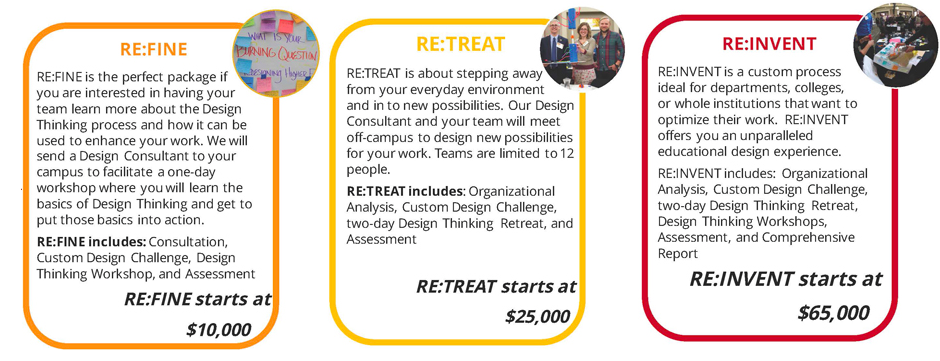 RE:FINE
WHAT IS YOUR
BURNING QUESTION
RE:FINE is the perfect package if
you are interested in having your
team learn more about the Design
Thinking process and how it can be
used to enhance your work. We will
send a Design Consultant to your
campus to facilitate a one-day
workshop where you will learn the
basics of Design Thinking and get to
put those basics into action.
RE:FINE includes: Consultation,
Custom Design Challenge, Design
Thinking Workshop, and Assessment
RE:FINE starts at
$10,000
RE:TREAT
RE:TREAT is about stepping away
from your everyday environment
and in to new possibilities. Our Design
Consultant and your team will meet
off-campus to design new possibilities
for your work. Teams are limited to 12
people.
RE:TREAT includes: Organizational
Analysis, Custom Design Challenge,
two-day Design Thinking Retreat, and
Assessment
RE:TREAT starts at
$25,000
RE:INVENT
RE:INVENT is a custom process
ideal for departments, colleges,
or whole institutions that want to
optimize their work. RE:INVENT
offers you an unparalleled
educational design experience.
RE:INVENT includes: Organizational
Analysis, Custom Design Challenge,
two-day Design Thinking Retreat,
Design Thinking Workshops,
Assessment, and Comprehensive
Report
RE:INVENT starts at
$65,000